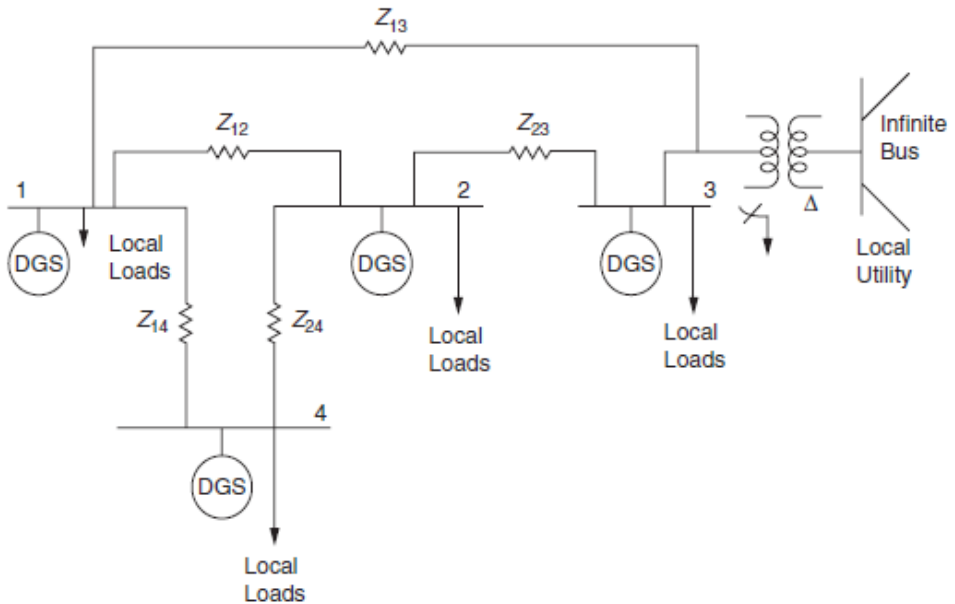 Z13
Z12
Z23
1
2
3
Δ
Infinite
Bus
DGS
Local
Loads
DGS
DGS
Local
Utility
Z14
Z24
Local
Loads
Local
Loads
4
DGS
Local
Loads